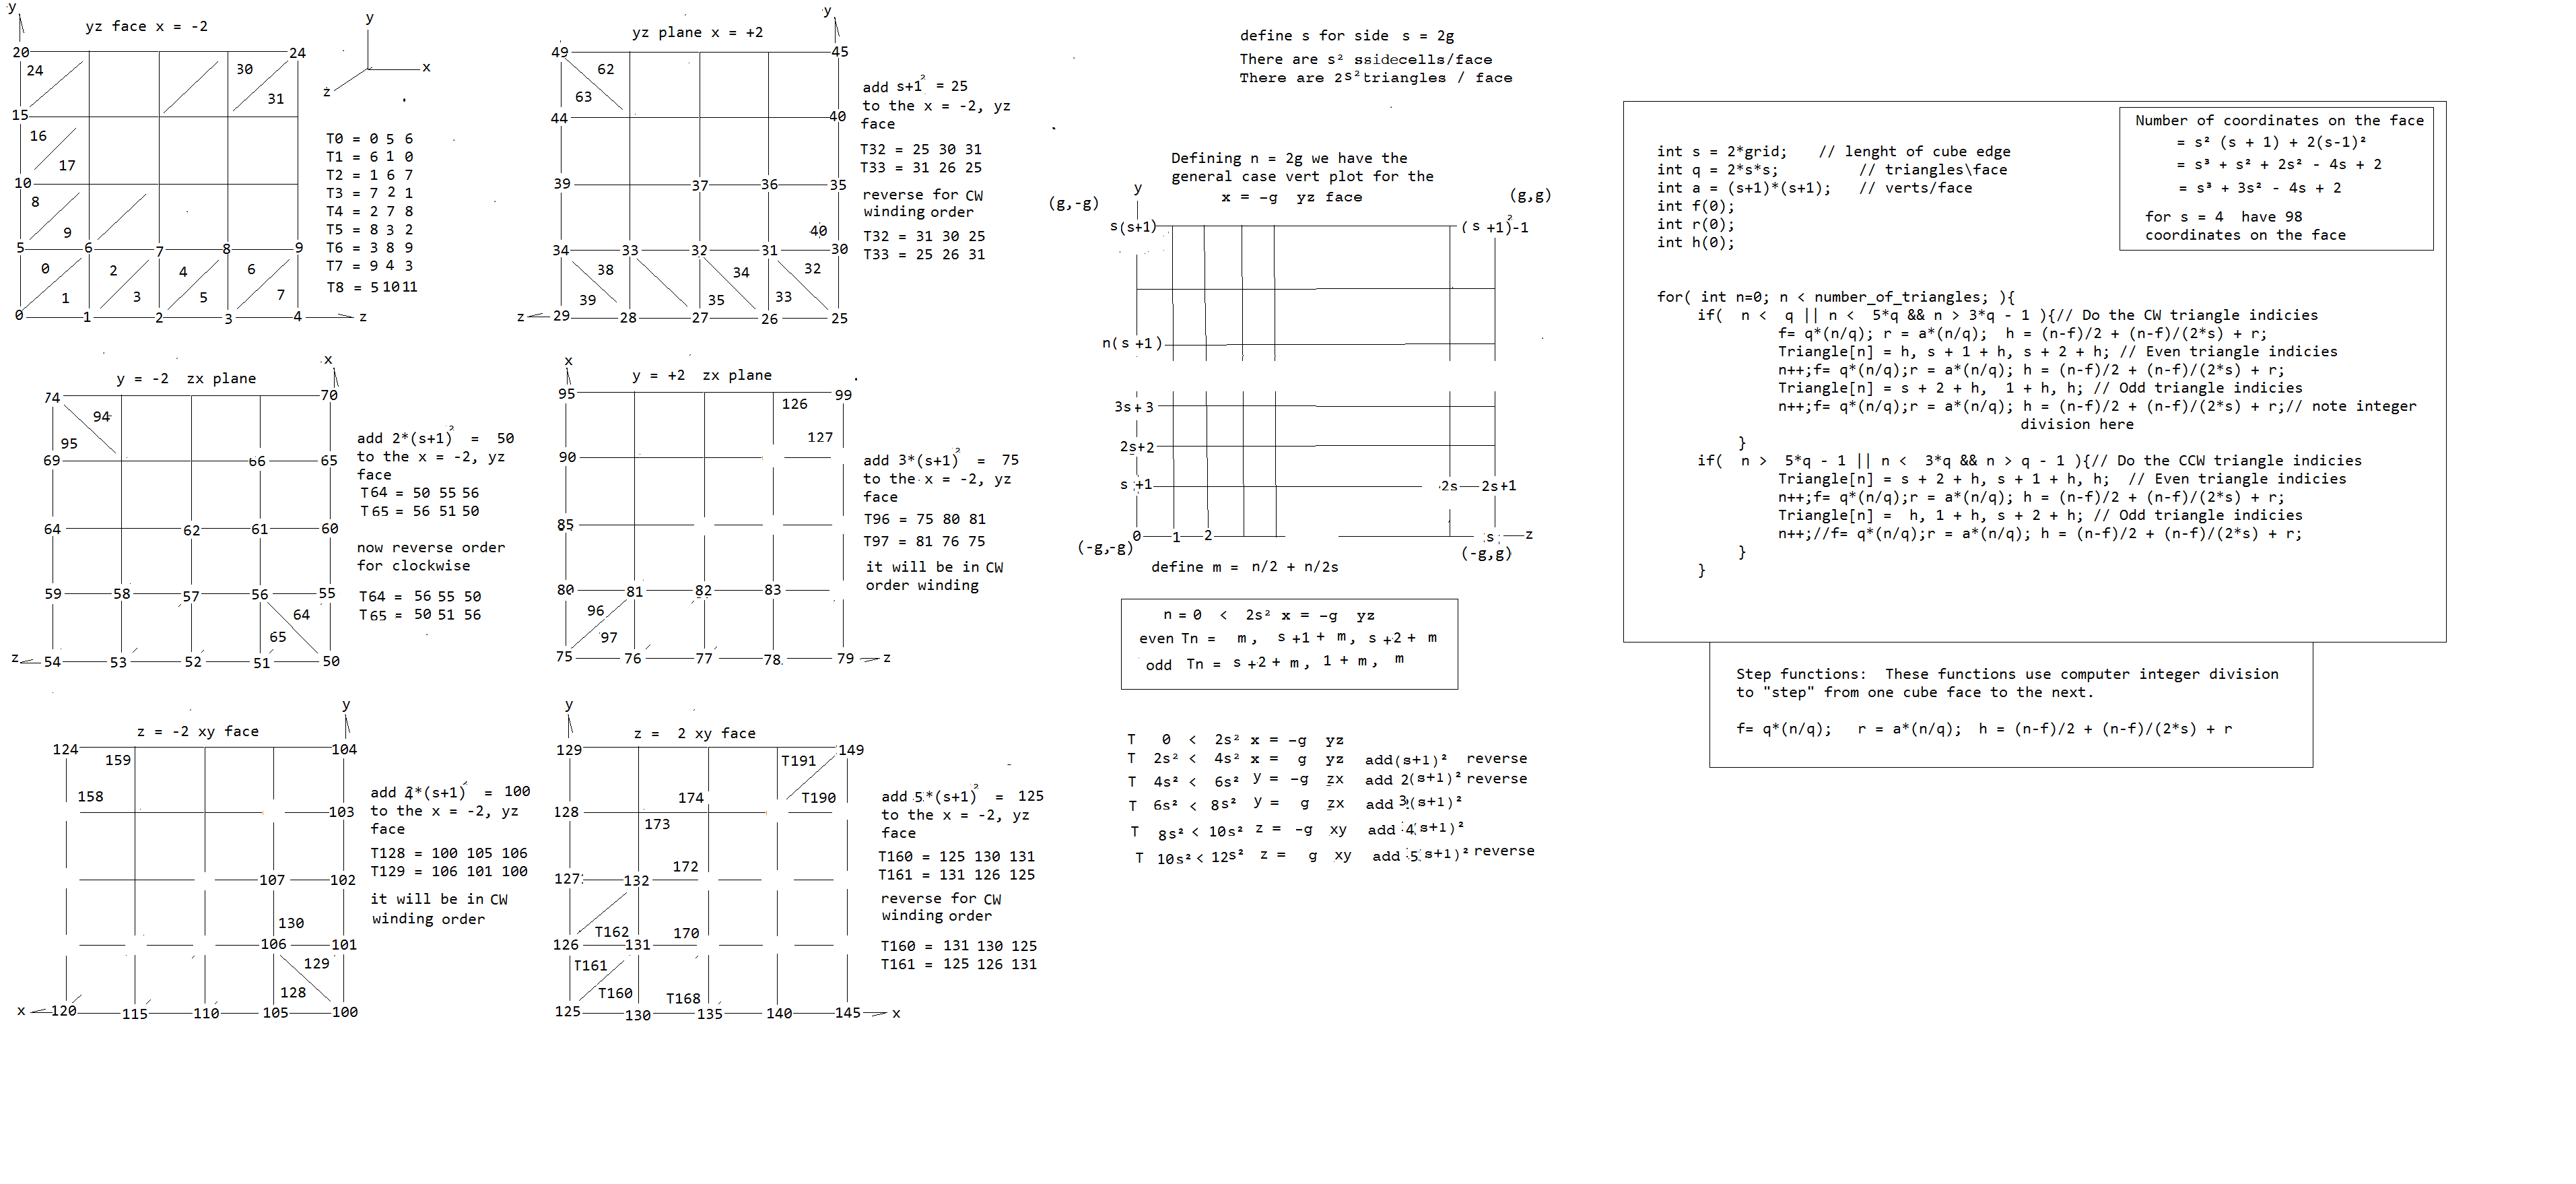 yz face x = -2
y
20
24
24
30
31
15
16
17
10
8
9
5
6
7
8
9
0
2
4
6
1
3
5
7
0
1
2
3
4
z
y
x
z
T0 = 0 5 6
T1 = 6 1 0
T2 = 1 6 7
T3 = 7 2 1
T4 = 2 7 8
T5 = 8 3 2
T6 = 3 8 9
T7 = 9 4 3
T8 = 5 10 11
yz plane x = +2
y
49
45
62
63
44
40
39
37
36
35
40
34
33
32
31
30
38
34
32
39
35
33
z
29
28
27
26
25
add s+1² = 25
to the x = -2, yz
face
T32 = 25 30 31
T33 = 31 26 25
reverse for CW
winding order
T32 = 31 30 25
T33 = 25 26 31
y = -2 zx plane
x
74
70
94
95
69
66
65
64
62
61
60
59
58
57
56
55
64
65
z
54
53
52
51
50
add 2*(s+1)² = 50
to the x = -2, yz
face
T64 = 50 55 56
T65 = 56 51 50
now reverse order
for clockwise
T64 = 56 55 50
T65 = 50 51 56
y = +2 zx plane
x
95
99
126
127
90
85
80
81
82
83
96
97
75
76
77
78
79
z
add 3*(s+1)² = 75
to the x = -2, yz
face
T96 = 75 80 81
T97 = 81 76 75
it will be in CW
order winding
z = -2 xy face
y
124
104
159
158
103
107
102
130
106
101
129
128
x
120
115
110
105
100
add 4*(s+1)² = 100
to the x = -2, yz
face
T128 = 100 105 106
T129 = 106 101 100
it will be in CW
winding order
z = 2 xy face
y
129
149
T191
174
T190
128
173
172
127
132
T162
170
126
131
T161
T160
T168
125
130
135
140
145
x
add 5*(s+1)² = 125
to the x = -2, yz
face
T160 = 125 130 131
T161 = 131 126 125
reverse for CW
winding order
T160 = 131 130 125
T161 = 125 126 131
define s for side s = 2g
There are s² ssidecells/face
There are 2s² triangles / face
Defining n = 2g we have the
general case vert plot for the
x = -g yz face
y
(g,-g)
(g,g)
s(s+1)
(s +1)²-1
n(s +1)
3s+3
2s+2
s +1
2s
2s+1
0
1
2
s
z
(-g,-g)
(-g,g)
define m = n/2 + n/2s
n = 0 < 2s² x = -g yz
even Tn = m, s +1 + m, s +2 + m
odd Tn = s +2 + m, 1 + m, m
T 0 < 2s² x = -g yz
T 2s² < 4s² x = g yz add(s+1)² reverse
T 4s² < 6s² y = -g zx add 2(s+1)² reverse
T 6s² < 8s² y = g zx add 3(s+1)²
T 8s² < 10s² z = -g xy add 4(s+1)²
T 10s² < 12s² z = g xy add 5(s+1)² reverse
Number of coordinates on the face
= s² (s + 1) + 2(s-1)²
= s³ + s² + 2s² - 4s + 2
= s³ + 3s² - 4s + 2
for s = 4 have 98
coordinates on the face
int s = 2*grid; // lenght of cube edge
int q = 2*s*s; // triangles\face
int a = (s+1)*(s+1); // verts/face
int f(0);
int r(0);
int h(0);
for( int n=0; n < number_of_triangles; ){
if( n < q || n < 5*q && n > 3*q - 1 ){// Do the CW triangle indicies
f= q*(n/q); r = a*(n/q); h = (n-f)/2 + (n-f)/(2*s) + r;
Triangle[n] = h, s + 1 + h, s + 2 + h; // Even triangle indicies
n++;f= q*(n/q);r = a*(n/q); h = (n-f)/2 + (n-f)/(2*s) + r;
Triangle[n] = s + 2 + h, 1 + h, h; // Odd triangle indicies
n++;f= q*(n/q);r = a*(n/q); h = (n-f)/2 + (n-f)/(2*s) + r;// note integer
division here
}
if( n > 5*q - 1 || n < 3*q && n > q - 1 ){// Do the CCW triangle indicies
Triangle[n] = s + 2 + h, s + 1 + h, h; // Even triangle indicies
n++;f= q*(n/q);r = a*(n/q); h = (n-f)/2 + (n-f)/(2*s) + r;
Triangle[n] = h, 1 + h, s + 2 + h; // Odd triangle indicies
n++;//f= q*(n/q);r = a*(n/q); h = (n-f)/2 + (n-f)/(2*s) + r;
}
}
Step functions: These functions use computer integer division
to "step" from one cube face to the next.
f= q*(n/q); r = a*(n/q); h = (n-f)/2 + (n-f)/(2*s) + r